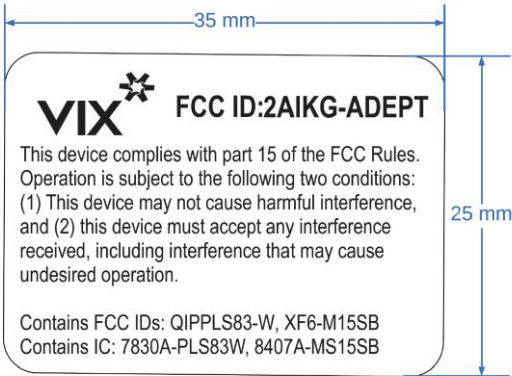 35 mm
VIX FCC ID:2AIKG-ADEPT
This device complies with part 15 of the FCC Rules.
Operation is subject to the following two conditions:
(1) This device may not cause harmful interference,
and (2) this device must accept any interference
received, including interference that may cause
undesired operation.
25 mm
Contains FCC IDs: QIPPLS83-W, XF6-M15SB
Contains IC: 7830A-PLS83W, 8407A-MS15SB